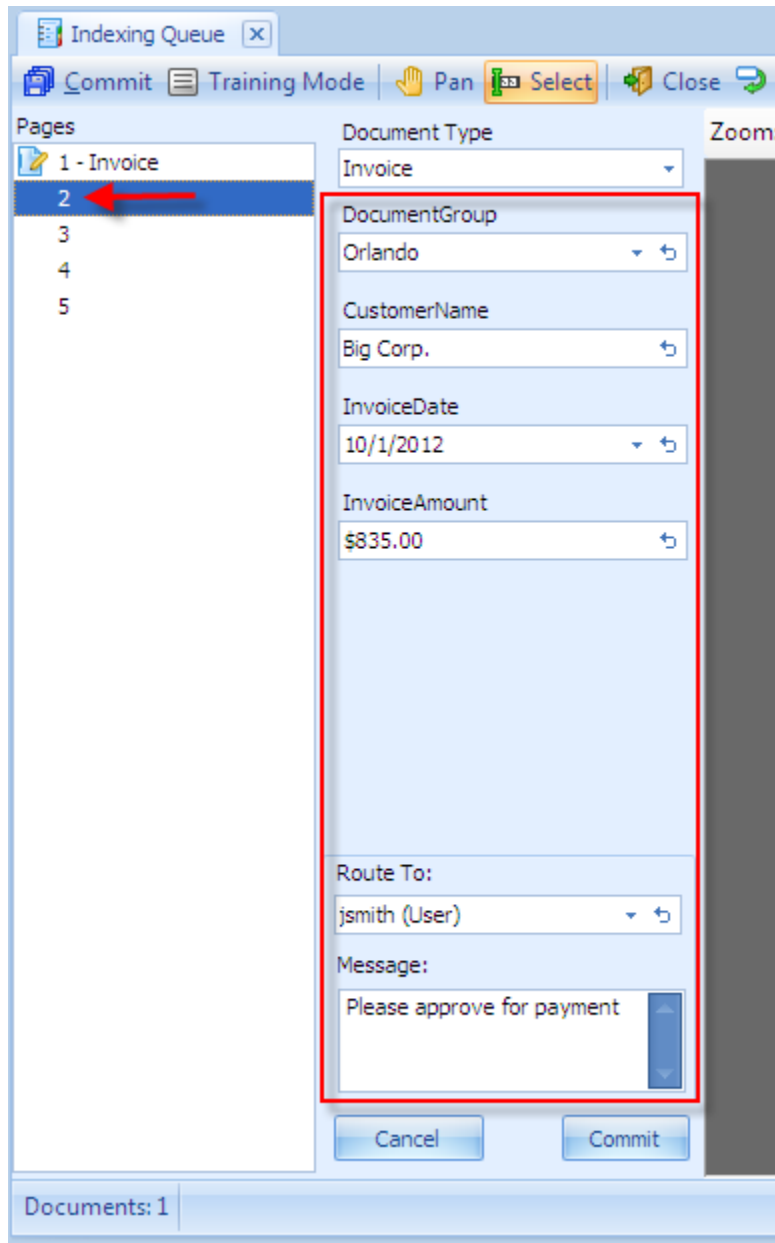 Indexing Queue
Commit Training Mode Pan Select Close
Pages
1 - Invoice
2
3
4
5
Document Type
Invoice
DocumentGroup
Orlando
CustomerName
Big Corp.
InvoiceDate
10/1/2012
InvoiceAmount
$835.00
Route To:
jsmith (User)
Message:
Please approve for payment
Cancel Commit
Zoom:
Documents: 1